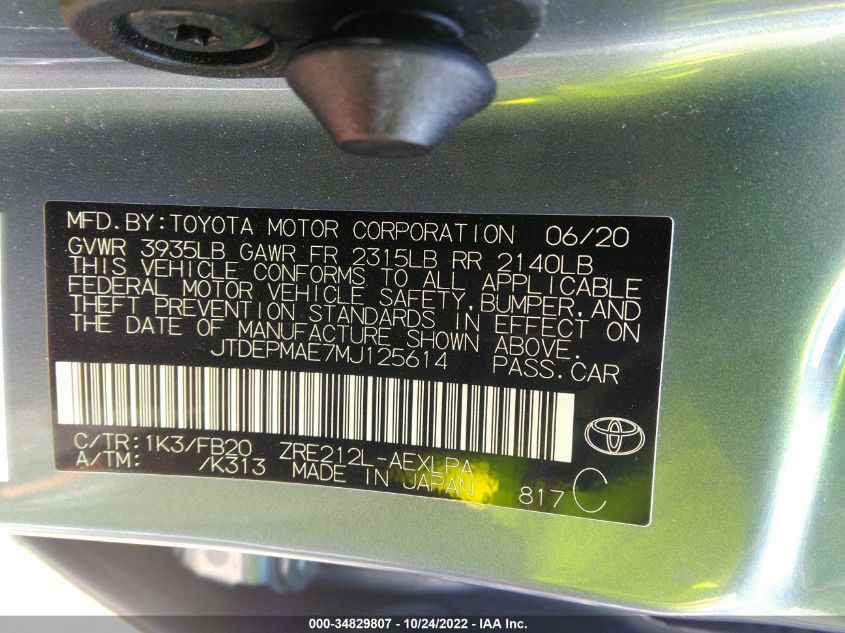 MFD.BY:TOYOTA MOTOR CORPORATION 06/20
GVWR 3935LB GAWR FR 2315LB RR 2140LB
THIS VEHICLE CONFORMS TO ALL APPLICABLE
FEDERAL MOTOR VEHICLE SAFETY,BUMPER,AND
THEFT PREVENTION STANDARDS IN EFFECT ON
THE DATE OF MANUFACTURE SHOWN ABOVE.
JTDEPMAE7MJ125614 PASS.CAR
C/TR:1K3/FB20 ZRE212L-AEXLPA
A/TM: /K313 MADE IN JAPAN 817 C
000-34829807 - 10/24/2022 - IAA Inc.